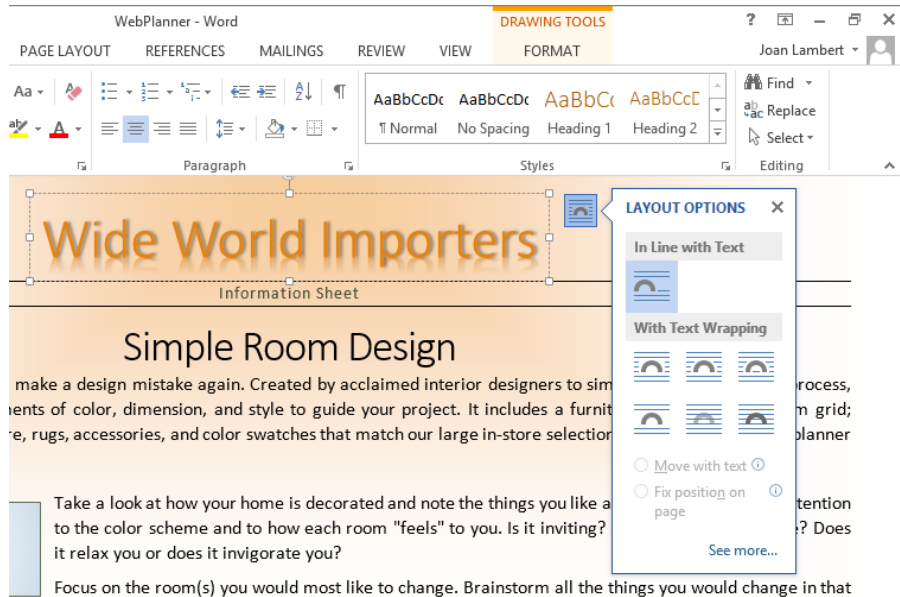 WebPlanner - Word
DRAWING TOOLS
?
PAGE LAYOUT REFERENCES MAILINGS REVIEW VIEW FORMAT
Joan Lambert
Aa
AaBbCcDc AaBbCcDc AaBbCc AaBbCcC
¶ Normal No Spacing Heading 1 Heading 2
Find
Replace
Select
Paragraph
Styles
Editing
Wide World Importers
Information Sheet
Simple Room Design
make a design mistake again. Created by acclaimed interior designers to sim
process,
of color, dimension, and style to guide your project. It includes a furnit
grid;
rugs, accessories, and color swatches that match our large in-store selection
planner
Take a look at how your home is decorated and note the things you like a
to the color scheme and to how each room "feels" to you. Is it inviting?
? Does
it relax you or does it invigorate you?
Focus on the room(s) you would most like to change. Brainstorm all the things you would change in that
LAYOUT OPTIONS
In Line with Text
With Text Wrapping
Move with text
Fix position on
page
See more...